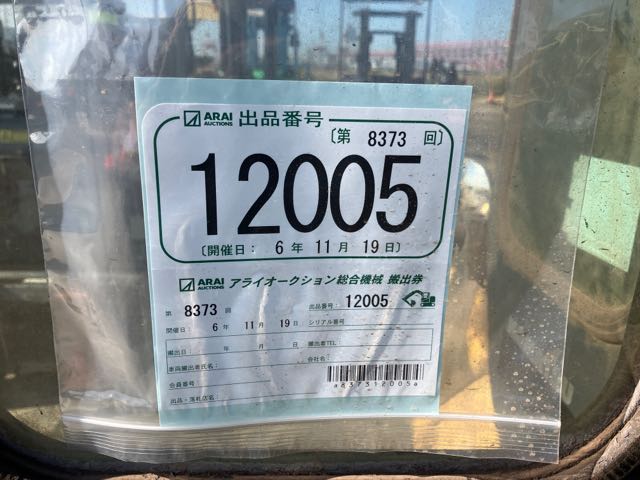 ARAI AUCTIONS 出品番号
〔第 8373 回〕
12005
〔開催日： 6 年 11 月 19 日〕
ARAI AUCTIONS アライオークション総合機械 搬出券
第 8373 回 出品番号： 12005
開催日 6 年 11 月 19 日 シリアル番号
搬出日： 年 月 日 搬出者TEL：
車両搬出者氏名： 会社名：
会員番号
出品・落札店名
a837312005a